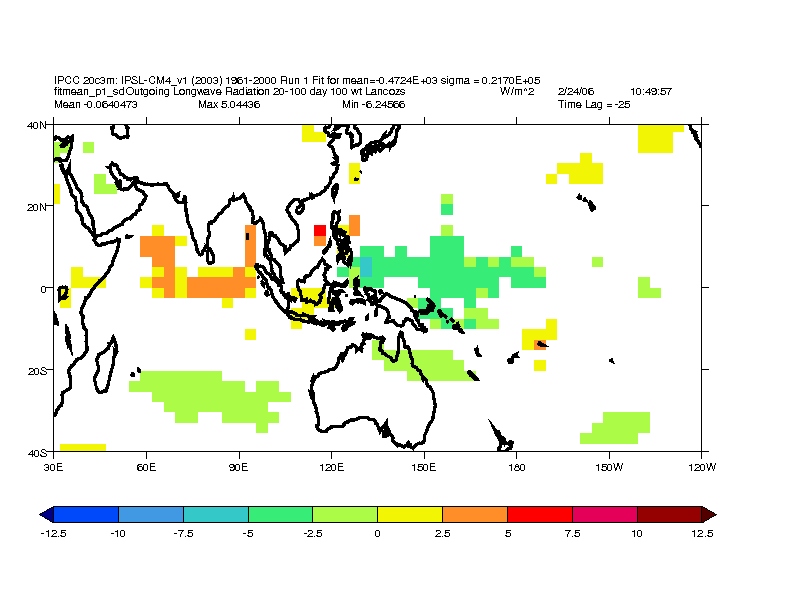 IPCC 20c3m: IPSL-CM4_v1 (2003) 1961-2000 Run 1 Fit for mean=-0.4724E+03 sigma = 0.2170E+05
fitmean_p1_sdOutgoing Longwave Radiation 20-100 day 100 wt Lanczos W/m^2 2/24/06 10:49:57
Mean -0.0640473 Max 5.04436 Min -6.24566 Time Lag = -25
40N
20N
0
20S
40S
30E 60E 90E 120E 150E 180 150W 120W
-12.5 -10 -7.5 -5 -2.5 0 2.5 5 7.5 10 12.5